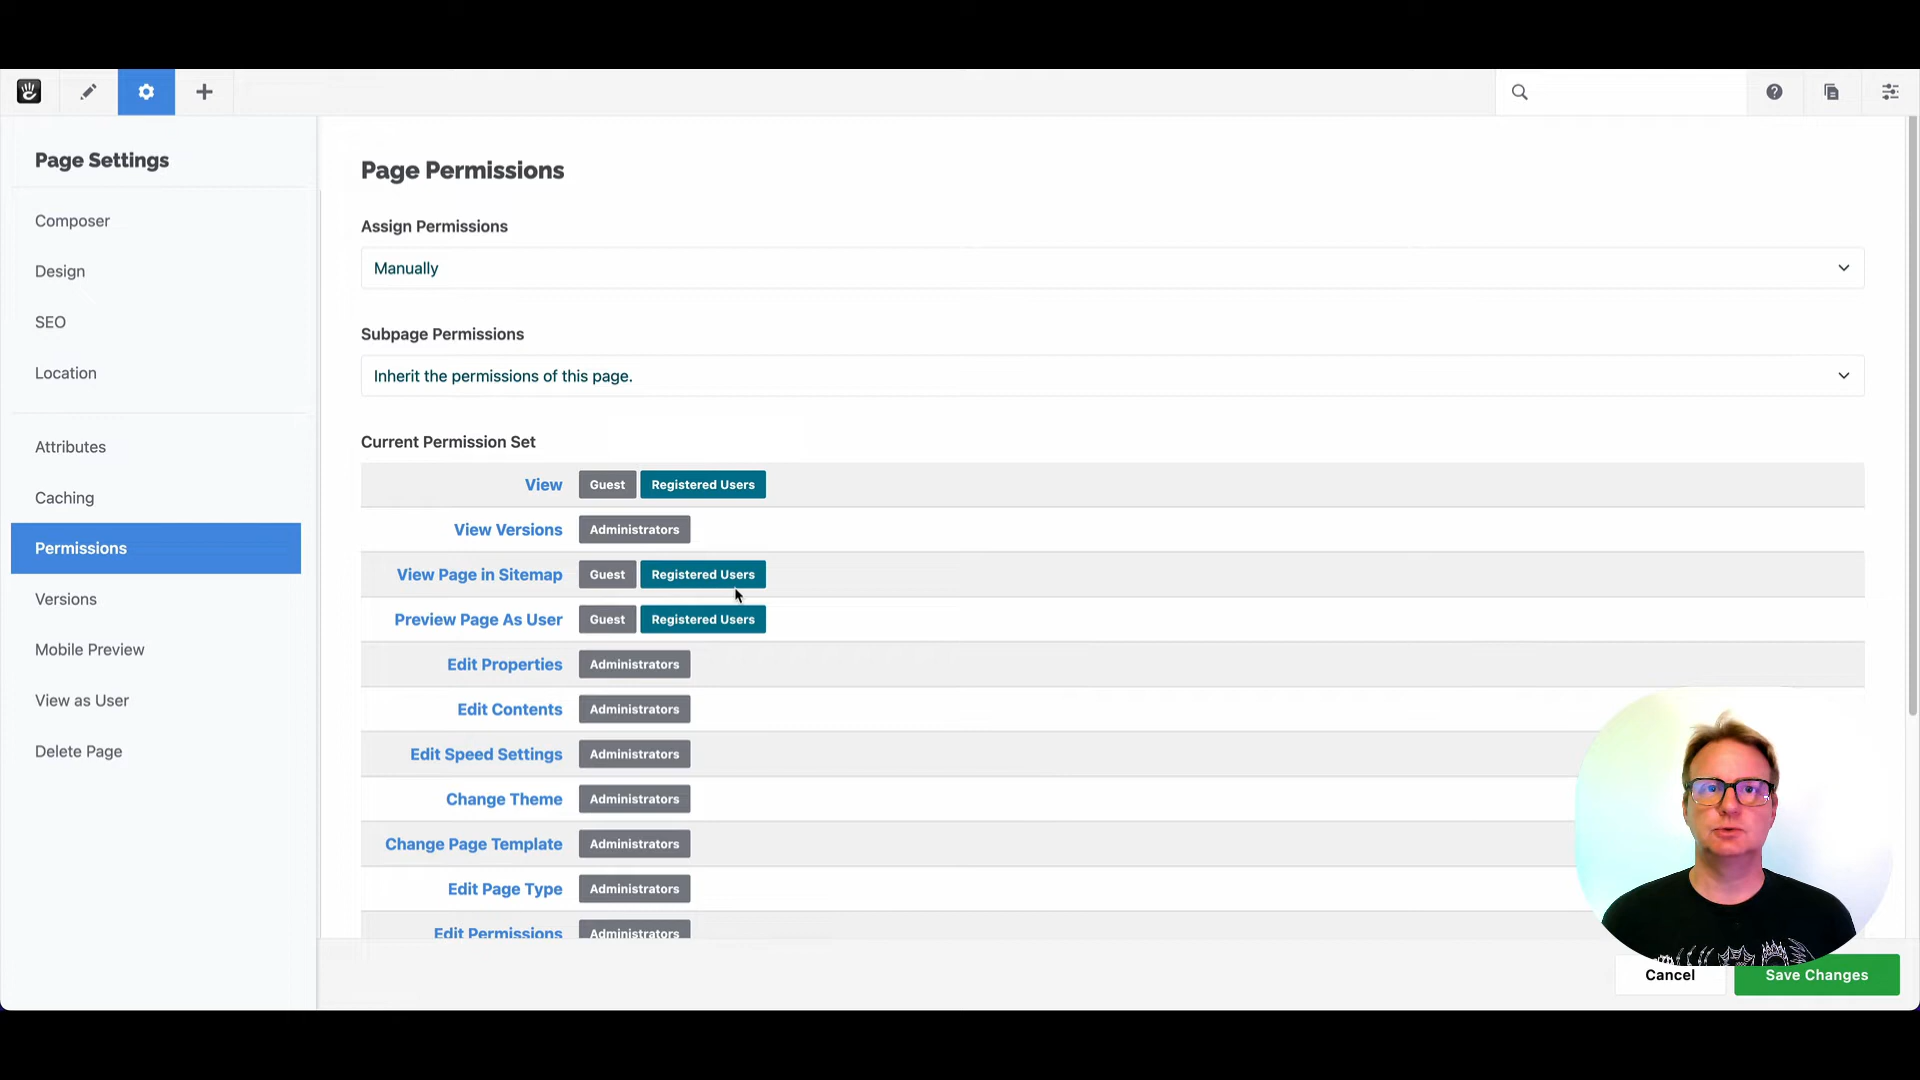 Page Settings
Composer
Design
SEO
Location
Attributes
Caching
Permissions
Versions
Mobile Preview
View as User
Delete Page
Page Permissions
Assign Permissions
Manually
Subpage Permissions
Inherit the permissions of this page.
Current Permission Set
View Guest Registered Users
View Versions Administrators
View Page in Sitemap Guest Registered Users
Preview Page As User Guest Registered Users
Edit Properties Administrators
Edit Contents Administrators
Edit Speed Settings Administrators
Change Theme Administrators
Change Page Template Administrators
Edit Page Type Administrators
Edit Permissions Administrators
Cancel Save Changes